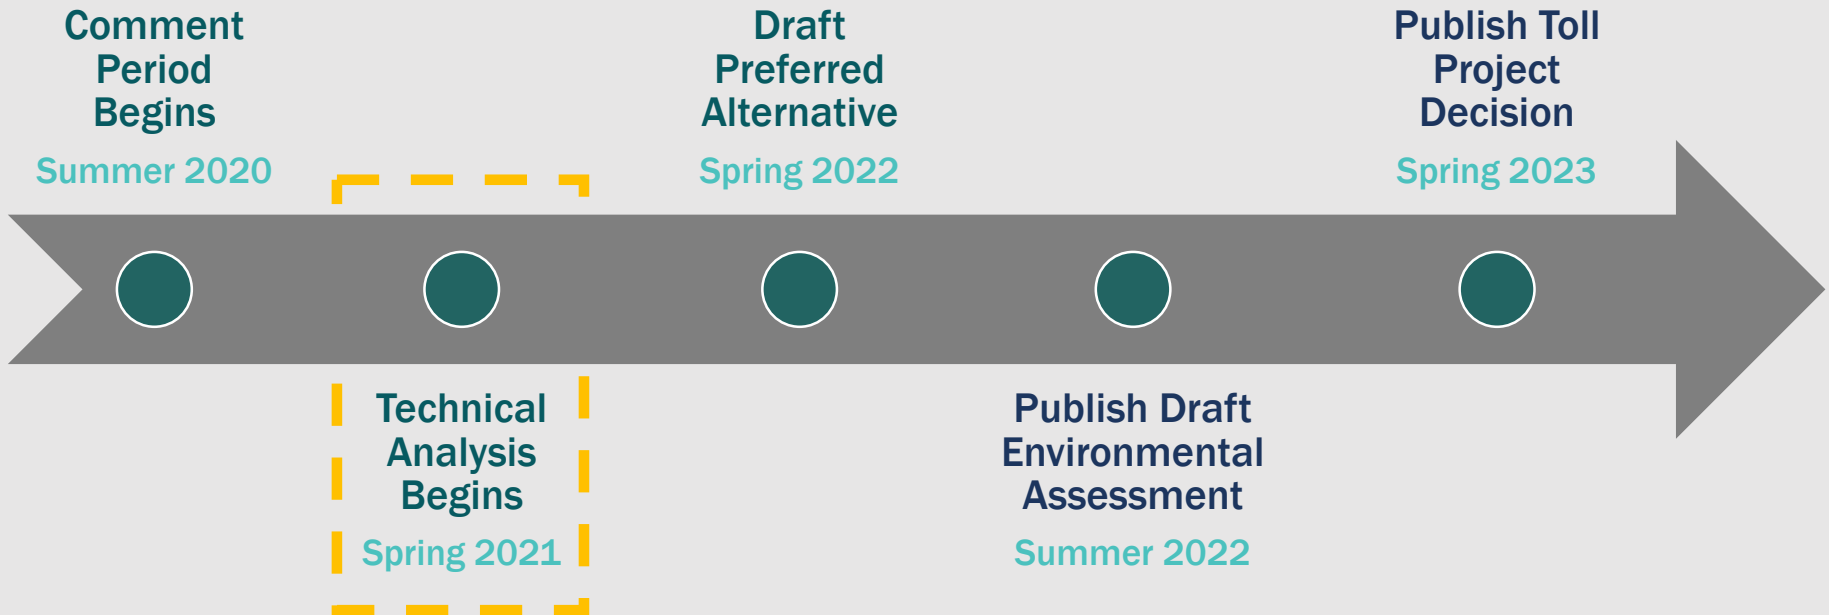 Comment
Period
Begins
Summer 2020
Technical
Analysis
Begins
Spring 2021
Draft
Preferred
Alternative
Spring 2022
Publish Draft
Environmental
Assessment
Summer 2022
Publish Toll
Project
Decision
Spring 2023